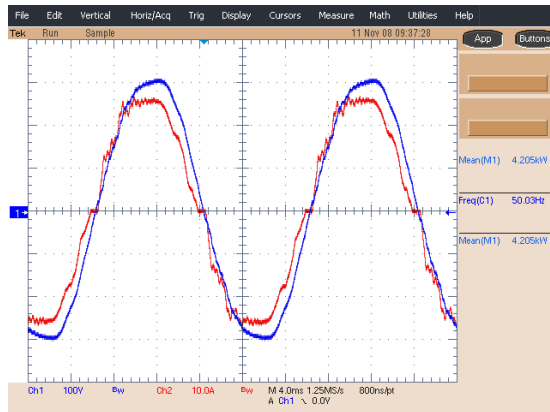 File Edit Vertical Horiz/Acq Trig Display Cursors Measure Math Utilities Help
Tek Run Sample 11 Nov 08 09:37:28 App Buttons
Mean(M1) 4.205kW
1 Freq(C1) 50.03Hz
Mean(M1) 4.205kW
Ch1 100V Bw Ch2 10.0A Bw M 4.0ms 1.25MS/s 800ns/pt
A Ch1 \ 0.0V